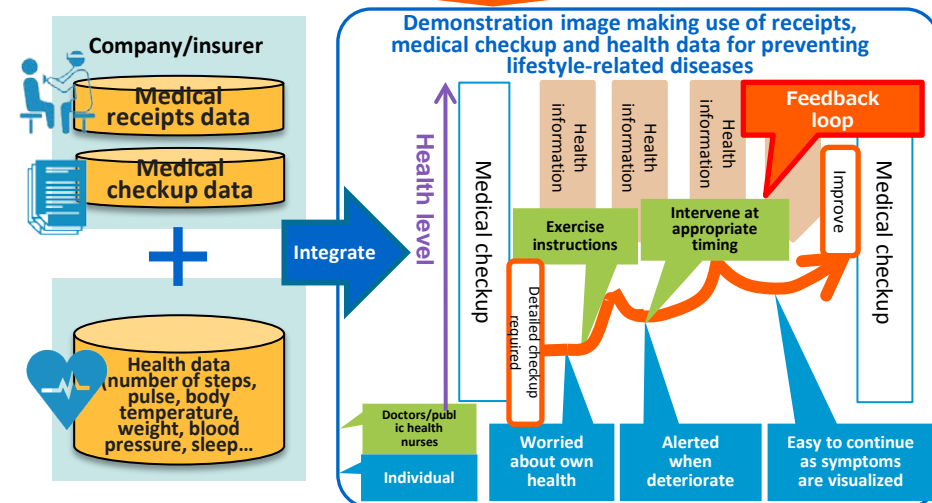 Company/insurer
Medical
receipts data
Medical
checkup data
Health data
(number of steps,
pulse, body
temperature,
weight, blood
pressure, sleep...
Integrate
Demonstration image making use of receipts,
medical checkup and health data for preventing
lifestyle-related diseases
Health level
Medical checkup
Health
information
Health
information
Health
information
Feedback
loop
Improve
Medical checkup
Exercise
instructions
Intervene at
appropriate
timing
Detailed checkup
required
Doctors/publ
ic health
nurses
Individual
Worried
about own
health
Alerted
when
deteriorate
Easy to continue
as symptoms
are visualized